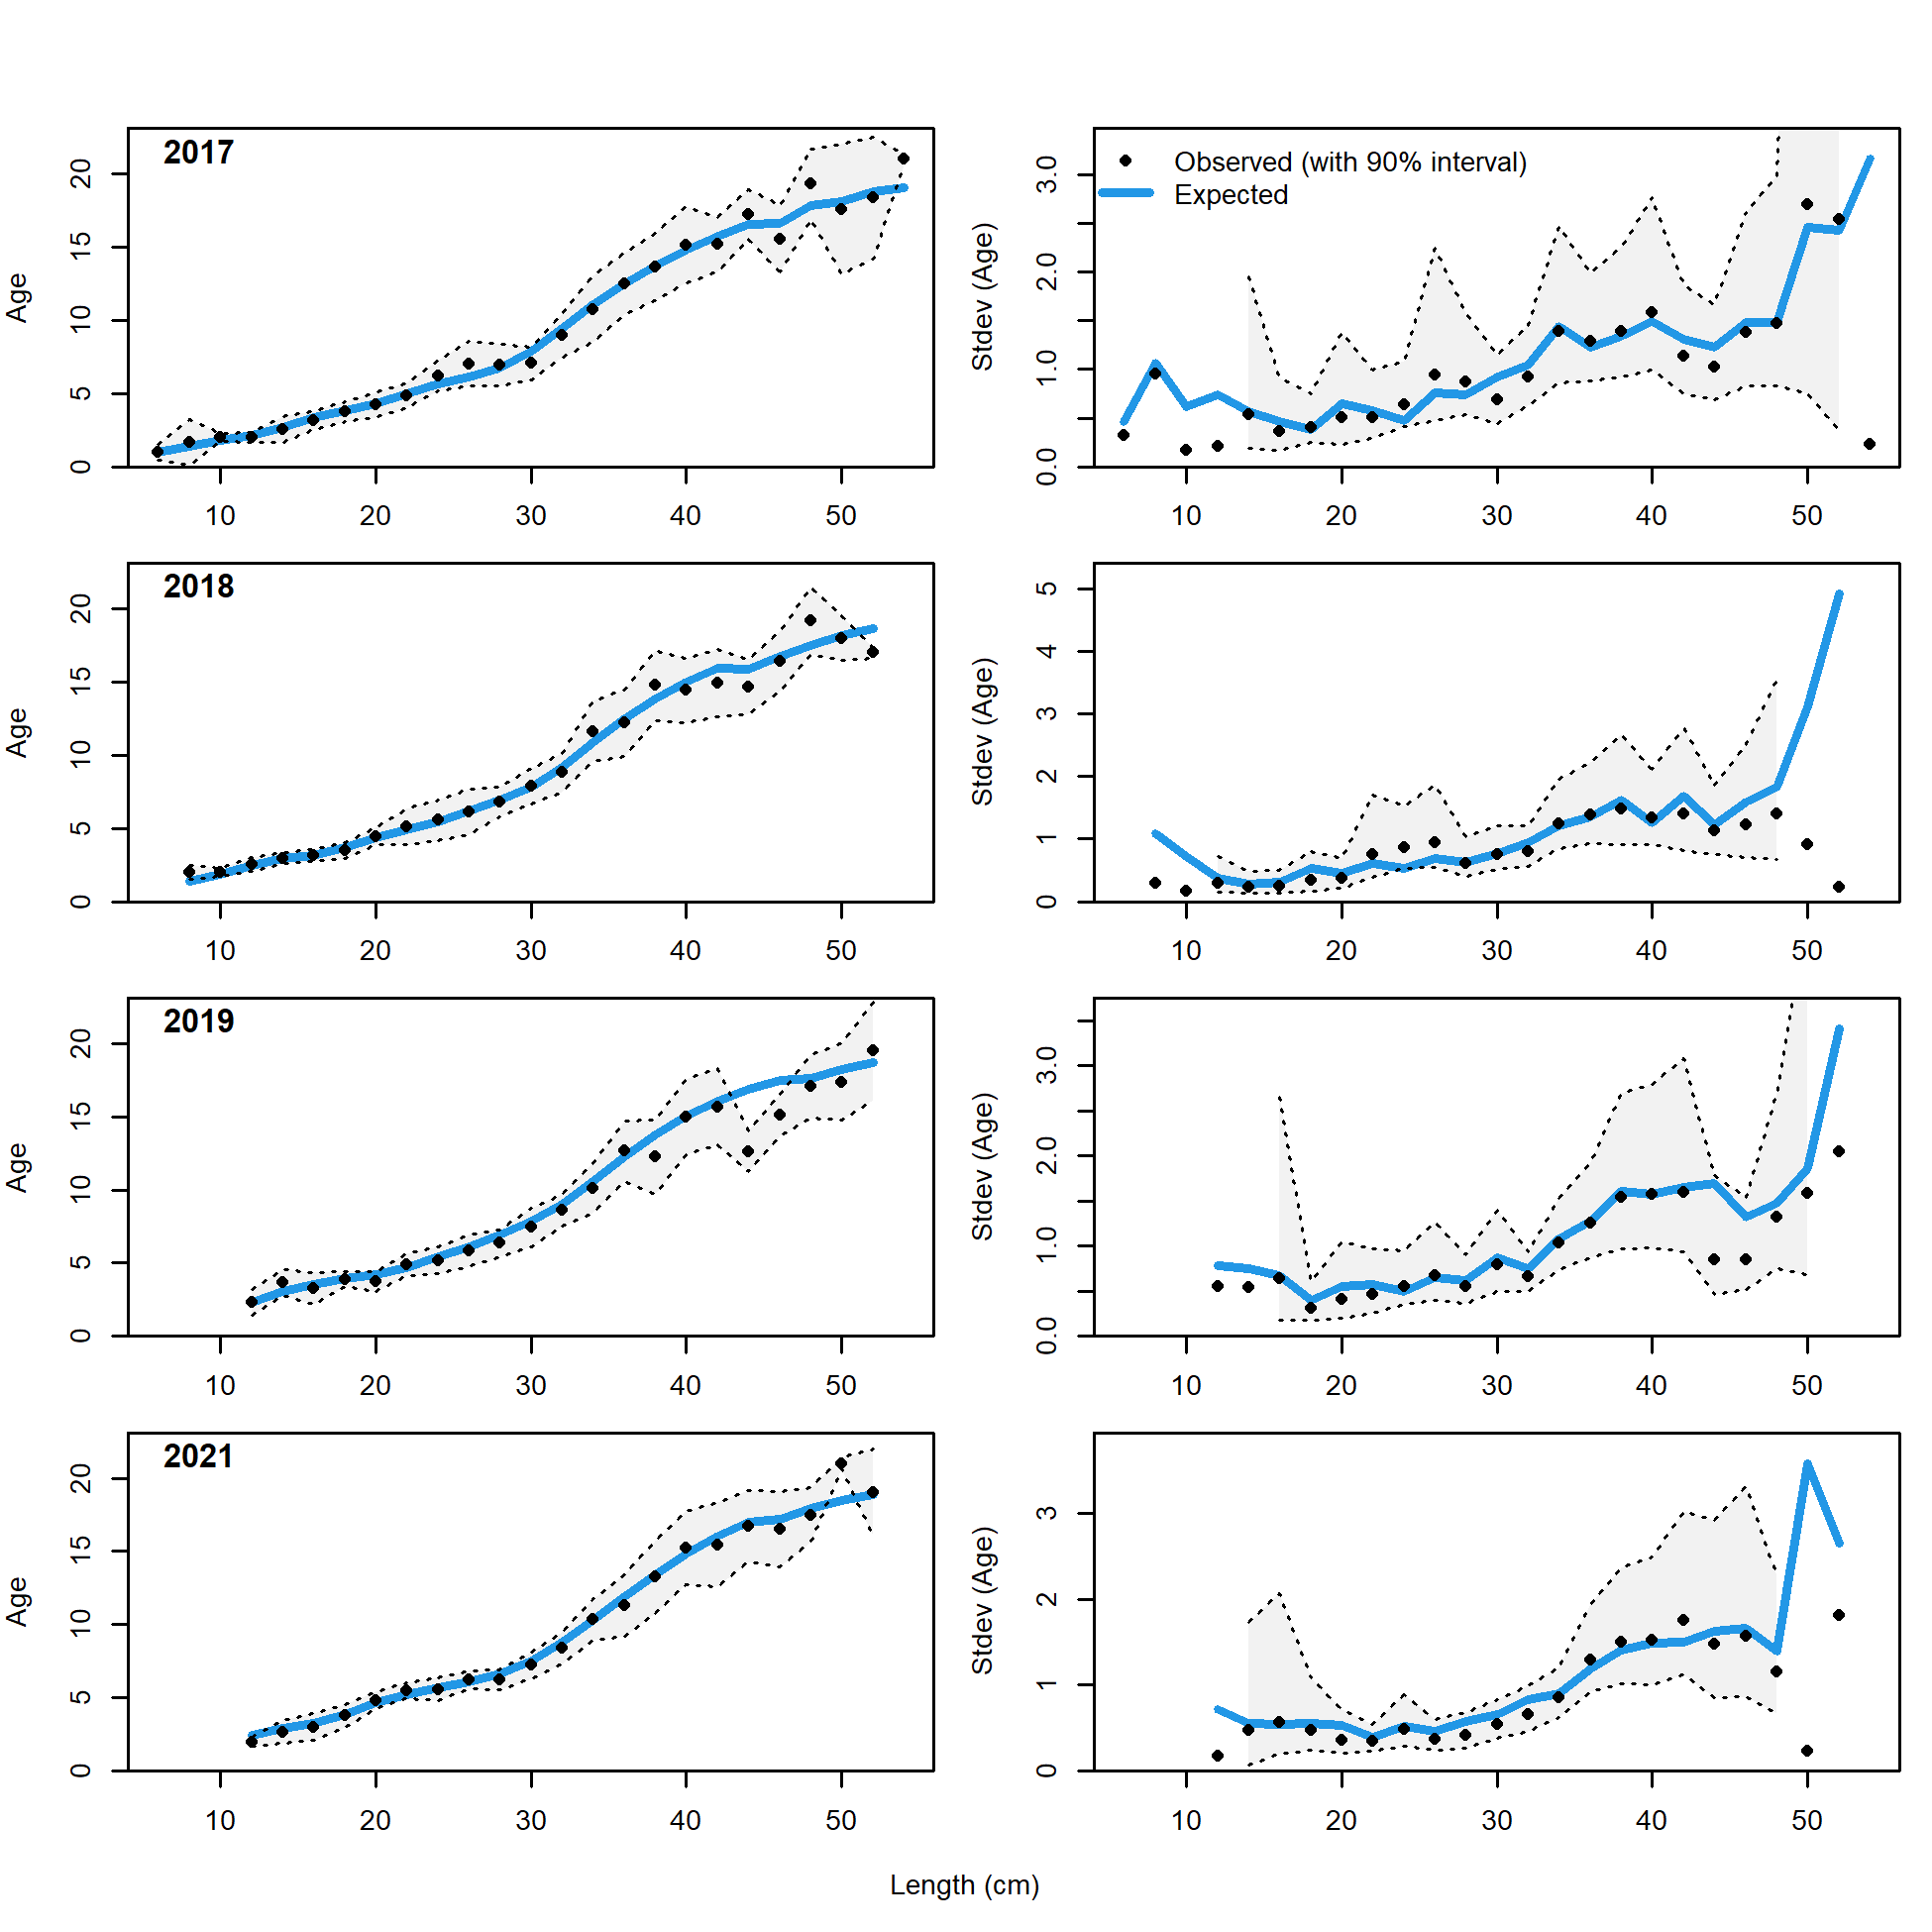 2017
Age
0 5 10 15 20
10 20 30 40 50
Observed (with 90% interval)
Expected
Stdev (Age)
0.0 1.0 2.0 3.0
10 20 30 40 50
2018
Age
0 5 10 15 20
10 20 30 40 50
Stdev (Age)
0 1 2 3 4 5
10 20 30 40 50
2019
Age
0 5 10 15 20
10 20 30 40 50
Stdev (Age)
0.0 1.0 2.0 3.0
10 20 30 40 50
2021
Age
0 5 10 15 20
10 20 30 40 50
Stdev (Age)
0 1 2 3
10 20 30 40 50
Length (cm)